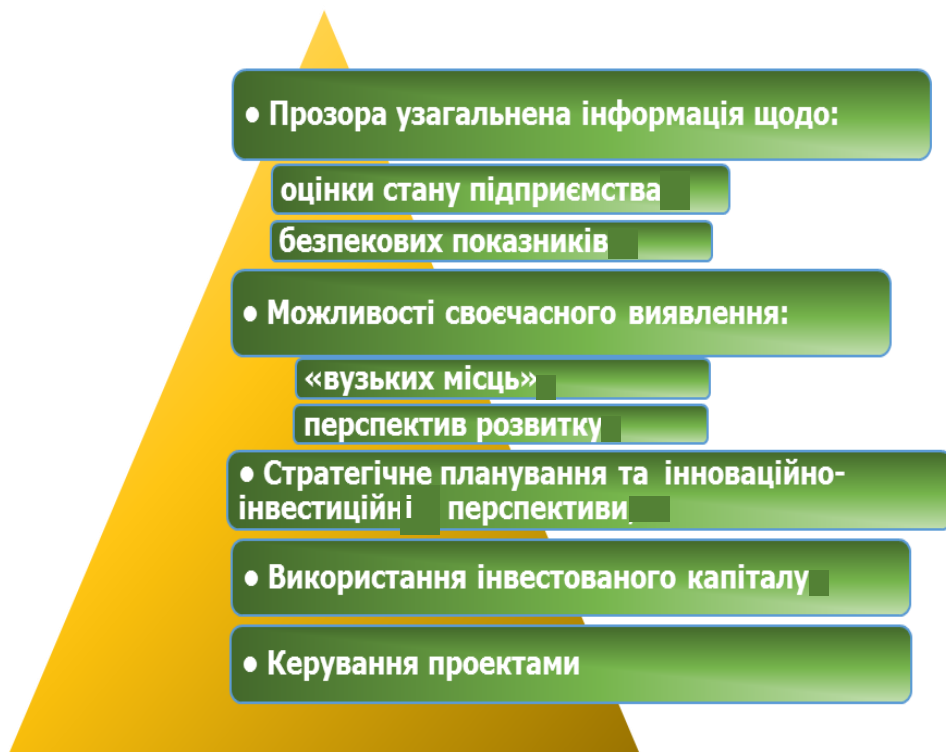 ● Прозора узагальнена інформація щодо:
оцінки стану підприємства
безпекових показників
● Можливості своєчасного виявлення:
«вузьких місць»
перспектив розвитку
● Стратегічне планування та інноваційно-
інвестиційні перспективи,
● Використання інвестованого капіталу
● Керування проектами